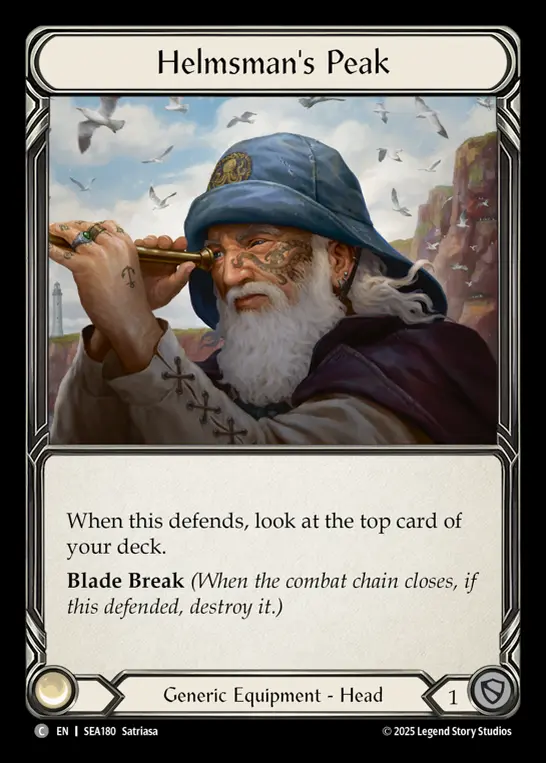 Helmsman's Peak
When this defends, look at the top card of
your deck.
Blade Break (When the combat chain closes, if
this defended, destroy it.)
Generic Equipment - Head
1
C EN | SEA180 Satriasa
© 2025 Legend Story Studios